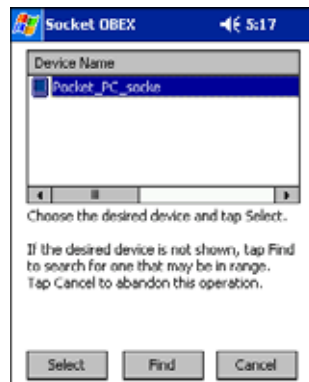 Socket OBEX 5:17
Device Name
Pocket_PC_socke
Choose the desired device and tap Select.
If the desired device is not shown, tap Find
to search for one that may be in range.
Tap Cancel to abandon this operation.
Select Find Cancel